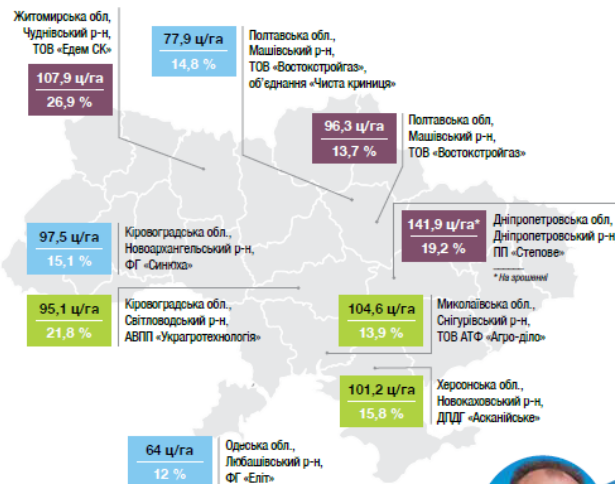 Житомирська обл,
Чуднівський р-н,
ТОВ «Едем СК»
107,9 ц/га
26,9 %
77,9 ц/га
14,8 %
Полтавська обл.,
Машівський р-н,
ТОВ «Востокстройгаз»,
об’єднання «Чиста криниця»
96,3 ц/га
13,7 %
Полтавська обл,
Машівський р-н,
ТОВ «Востокстройгаз»
97,5 ц/га
15,1 %
Кіровоградська обл.,
Новоархангельський р-н,
ФГ «Синюха»
141,9 ц/га*
19,2 %
Дніпропетровська обл,
Дніпропетровський р-н
ПП «Степове»
* На зрошенні
95,1 ц/га
21,8 %
Кіровоградська обл.,
Світловодський р-н,
АВПП «Украгротехнологія»
104,6 ц/га
13,9 %
Миколаївська обл.,
Снігурівський р-н,
ТОВ АТФ «Агро-діло»
101,2 ц/га
15,8 %
Херсонська обл.,
Новокаховський р-н,
ДПДГ «Асканійське»
64 ц/га
12 %
Одеська обл.,
Любашівський р-н,
ФГ «Еліт»